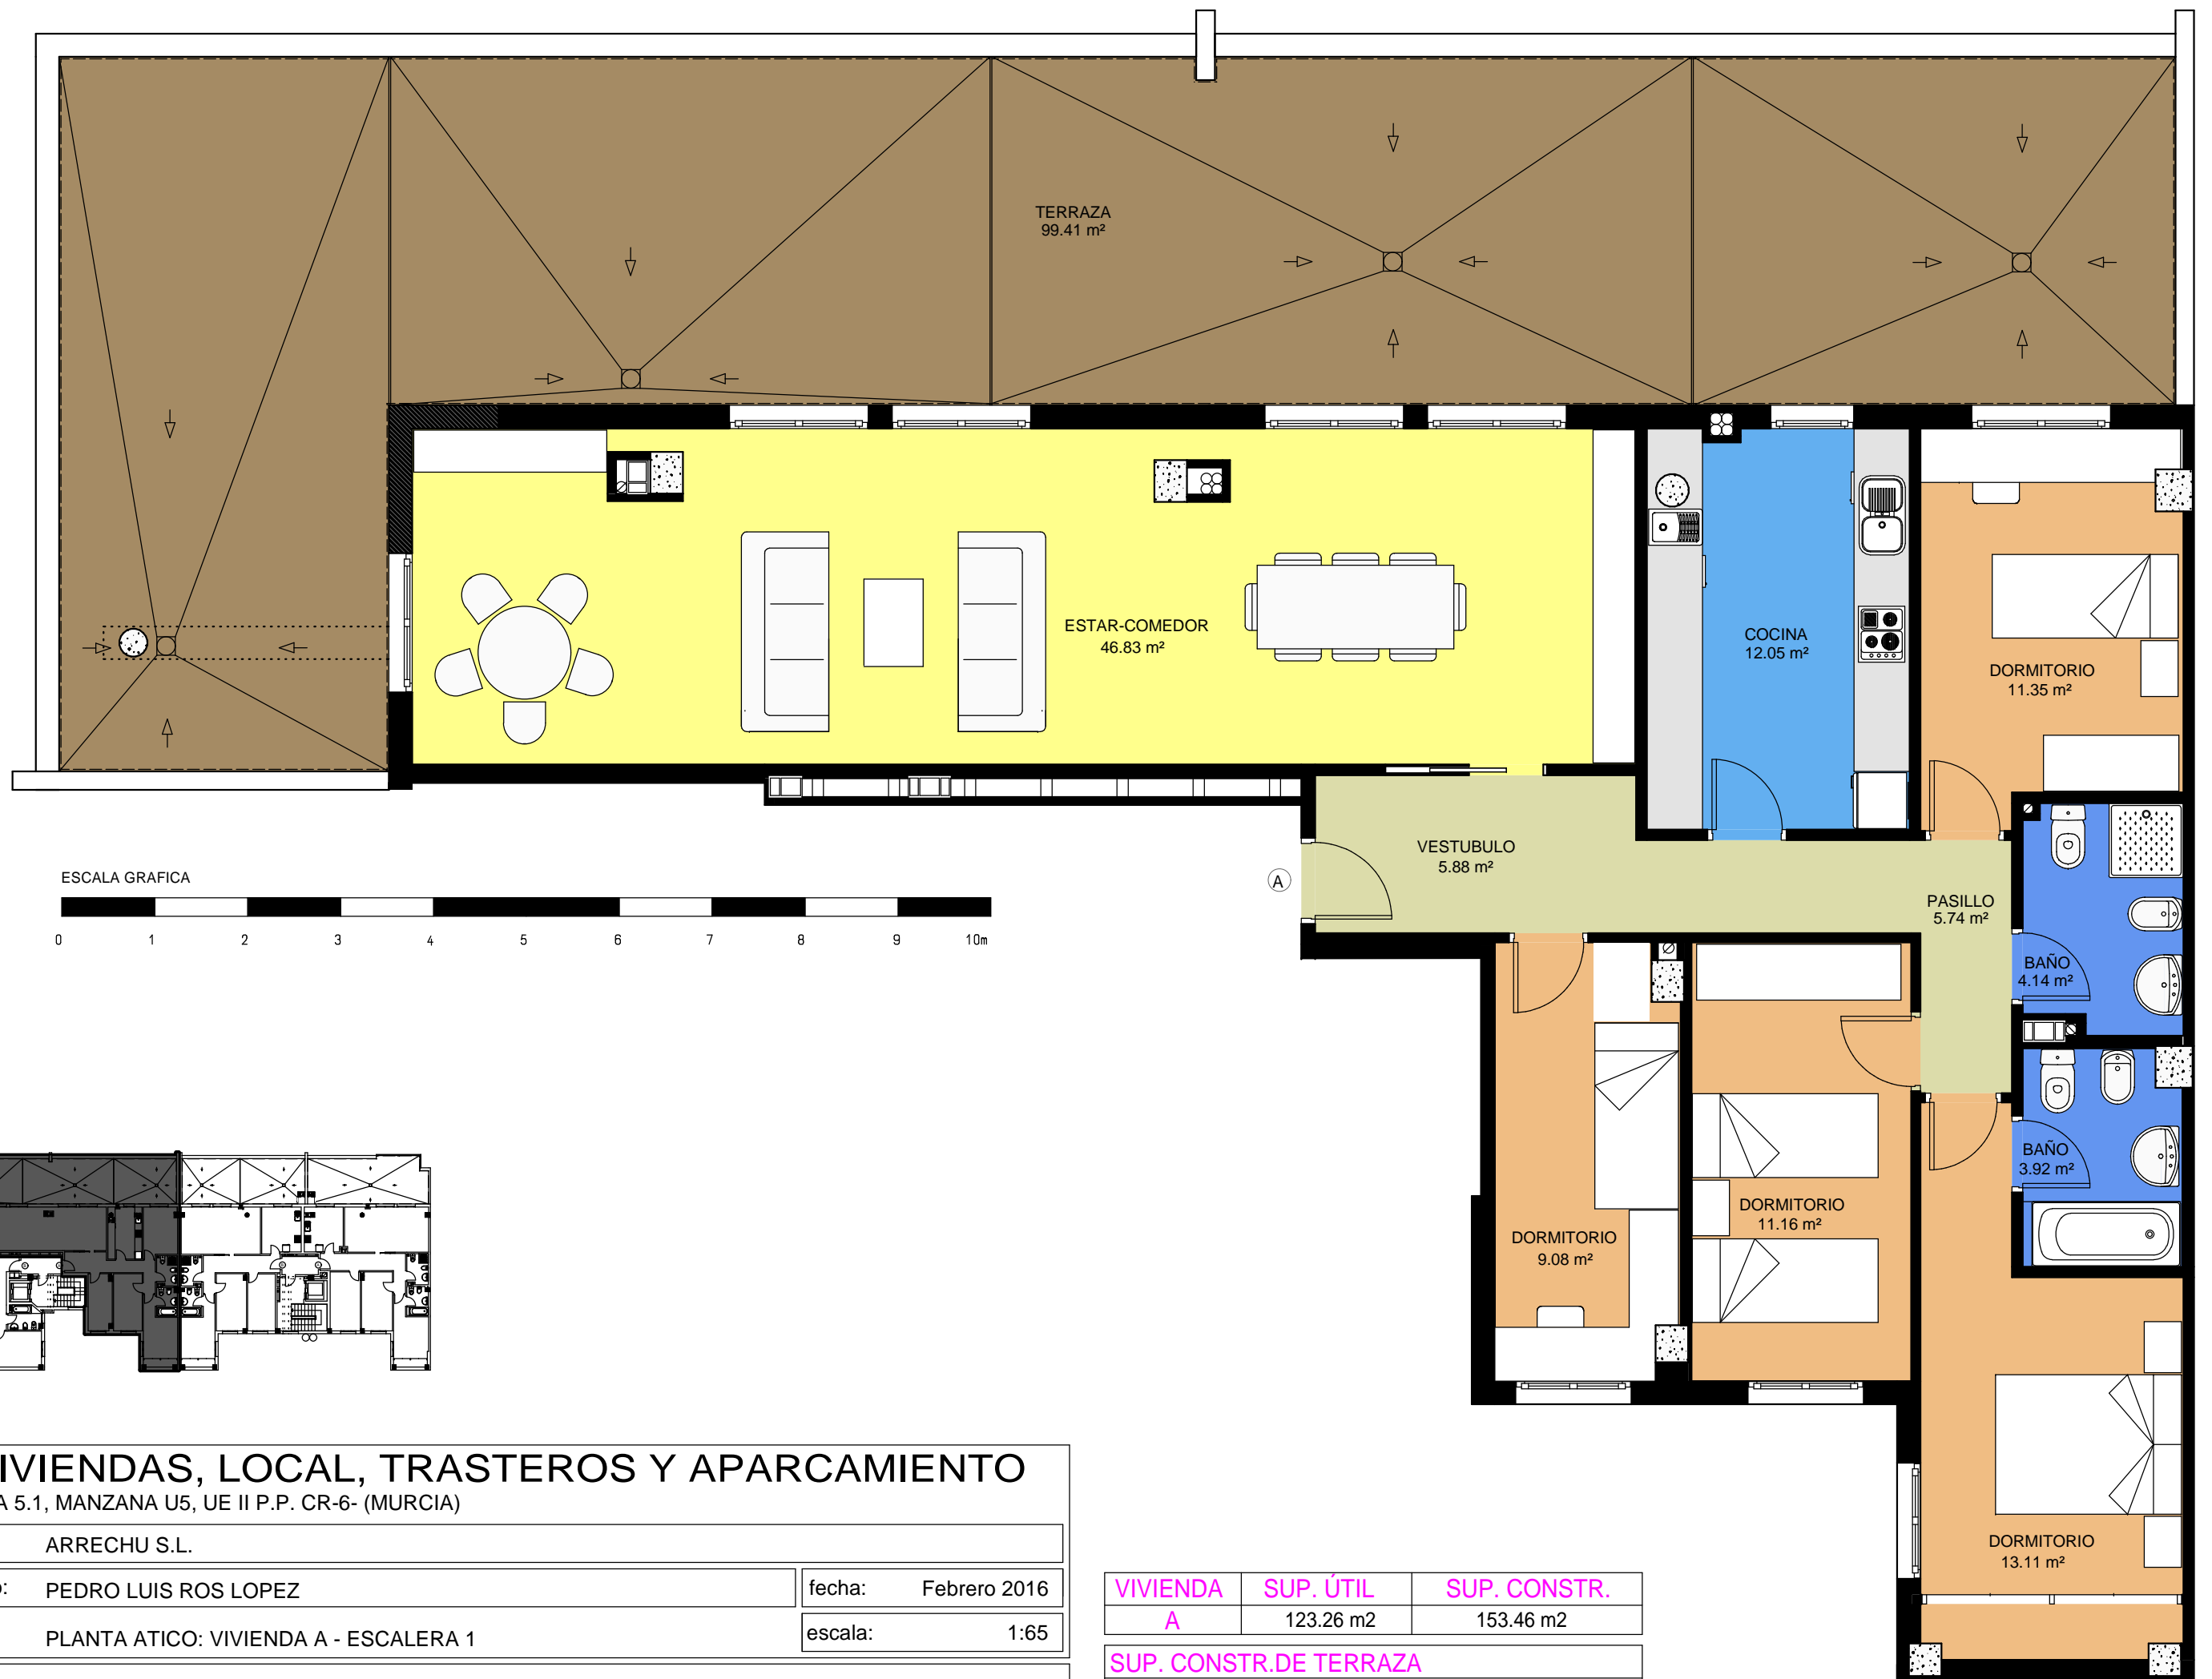 TERRAZA
99.41 m²
ESTAR-COMEDOR
46.83 m²
COCINA
12.05 m²
DORMITORIO
11.35 m²
VESTUBULO
5.88 m²
A
PASILLO
5.74 m²
BAÑO
4.14 m²
BAÑO
3.92 m²
DORMITORIO
9.08 m²
DORMITORIO
11.16 m²
DORMITORIO
13.11 m²
ESCALA GRAFICA
0 1 2 3 4 5 6 7 8 9 10m
IVIENDAS, LOCAL, TRASTEROS Y APARCAMIENTO
A 5.1, MANZANA U5, UE II P.P. CR-6- (MURCIA)
ARRECHU S.L.
o: PEDRO LUIS ROS LOPEZ
fecha: Febrero 2016
PLANTA ATICO: VIVIENDA A - ESCALERA 1
escala: 1:65
VIVIENDA SUP. ÚTIL SUP. CONSTR.
A 123.26 m2 153.46 m2
SUP. CONSTR.DE TERRAZA